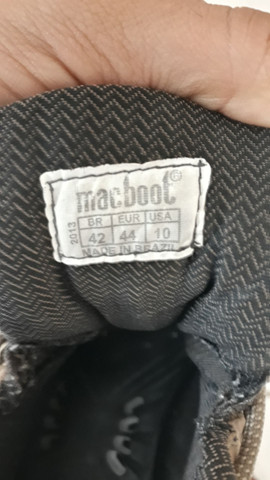 macboot®
2013
BR EUR USA
42 44 10
MADE IN BRAZIL